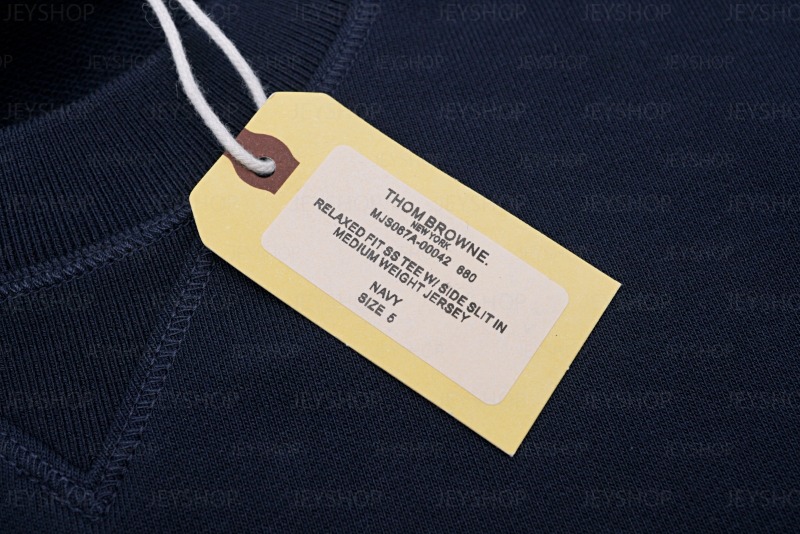 THOM BROWNE.
NEW YORK
MJS067A-00042 680
RELAXED FIT SS TEE W/ SIDE SLIT IN
MEDIUM WEIGHT JERSEY
NAVY
SIZE 5
JEYSHOP